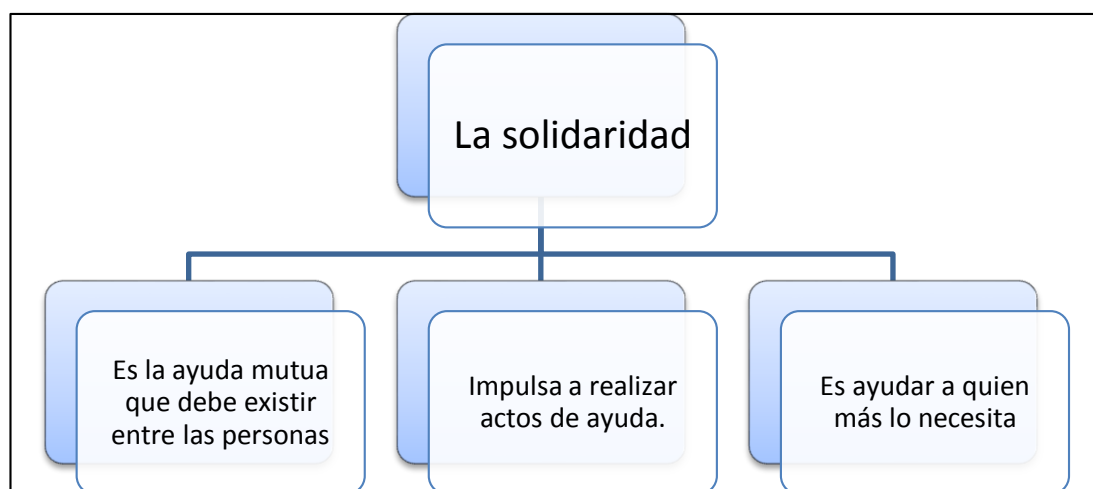 La solidaridad
Es la ayuda mutua
que debe existir
entre las personas
Impulsa a realizar
actos de ayuda.
Es ayudar a quien
más lo necesita